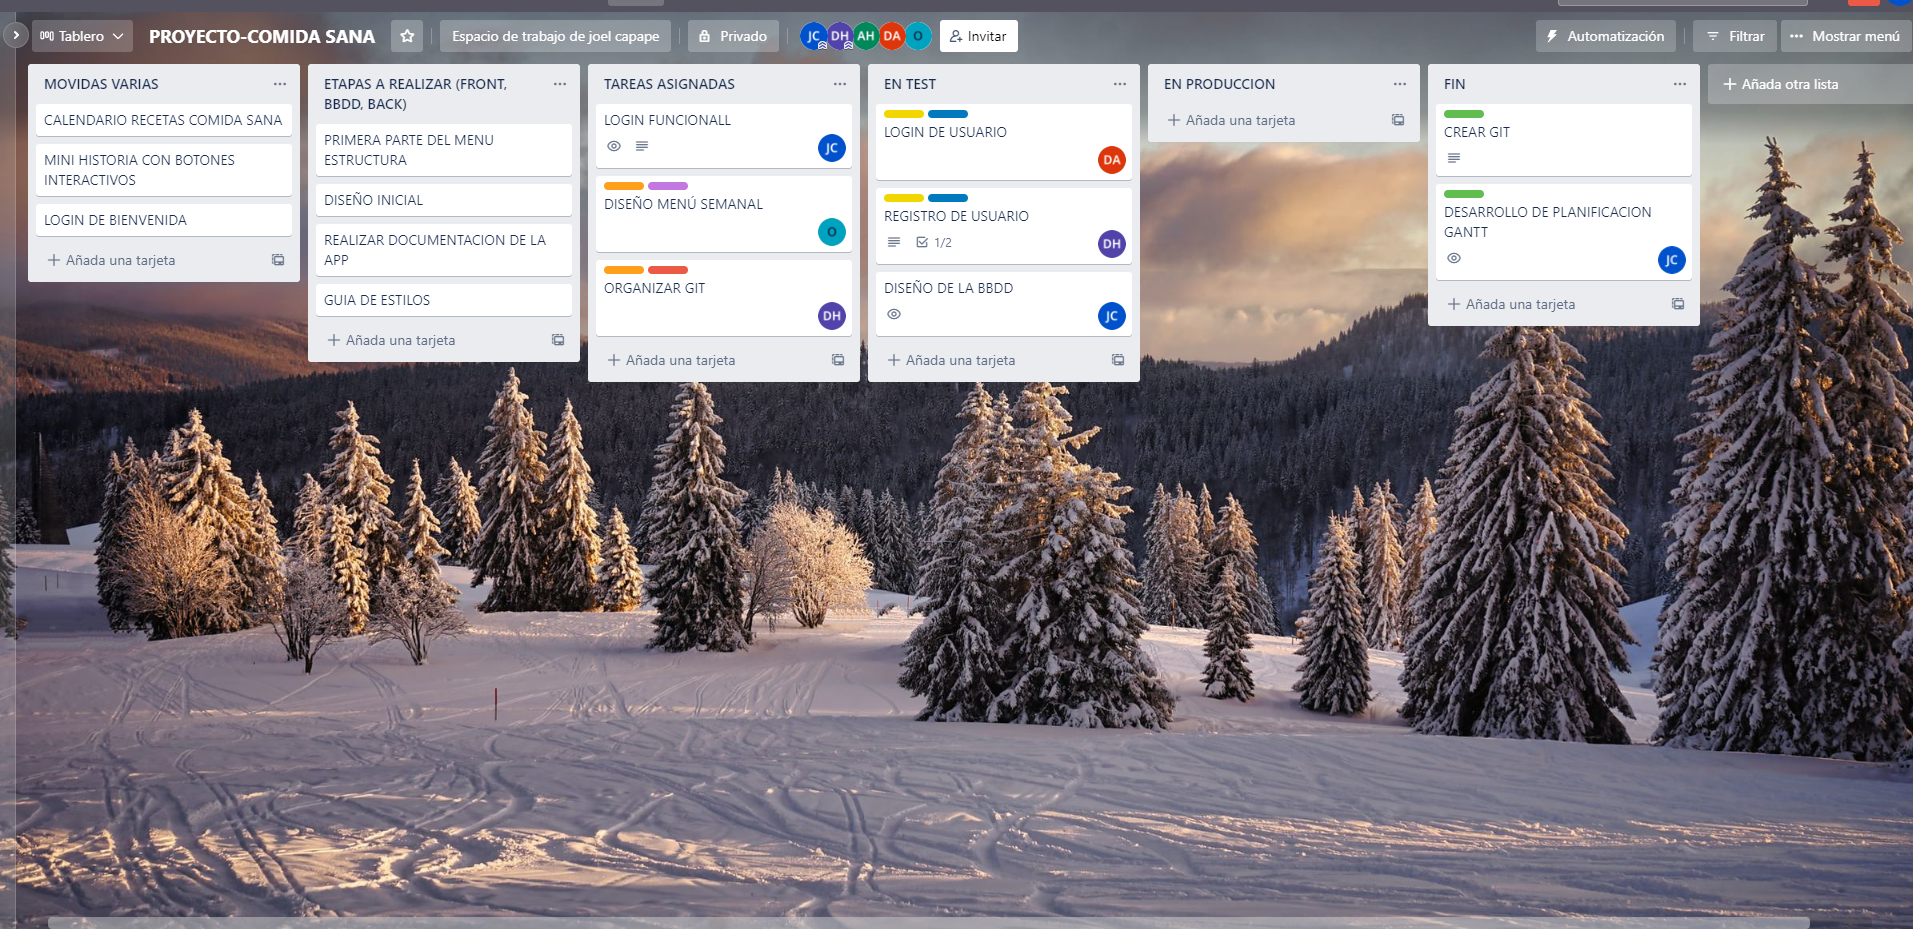 Tablero
PROYECTO-COMIDA SANA
Espacio de trabajo de joel capape
Privado
JC
DH
AH
DA
O
Invitar
Automatización
Filtrar
Mostrar menú
MOVIDAS VARIAS
CALENDARIO RECETAS COMIDA SANA
MINI HISTORIA CON BOTONES
INTERACTIVOS
LOGIN DE BIENVENIDA
Añada una tarjeta
ETAPAS A REALIZAR (FRONT,
BBDD, BACK)
PRIMERA PARTE DEL MENU
ESTRUCTURA
DISEÑO INICIAL
REALIZAR DOCUMENTACION DE LA
APP
GUIA DE ESTILOS
Añada una tarjeta
TAREAS ASIGNADAS
LOGIN FUNCIONALL
JC
DISEÑO MENÚ SEMANAL
O
ORGANIZAR GIT
DH
Añada una tarjeta
EN TEST
LOGIN DE USUARIO
DA
REGISTRO DE USUARIO
1/2
DH
DISEÑO DE LA BBDD
JC
Añada una tarjeta
EN PRODUCCION
Añada una tarjeta
FIN
CREAR GIT
DESARROLLO DE PLANIFICACION
GANTT
JC
Añada una tarjeta
Añada otra lista